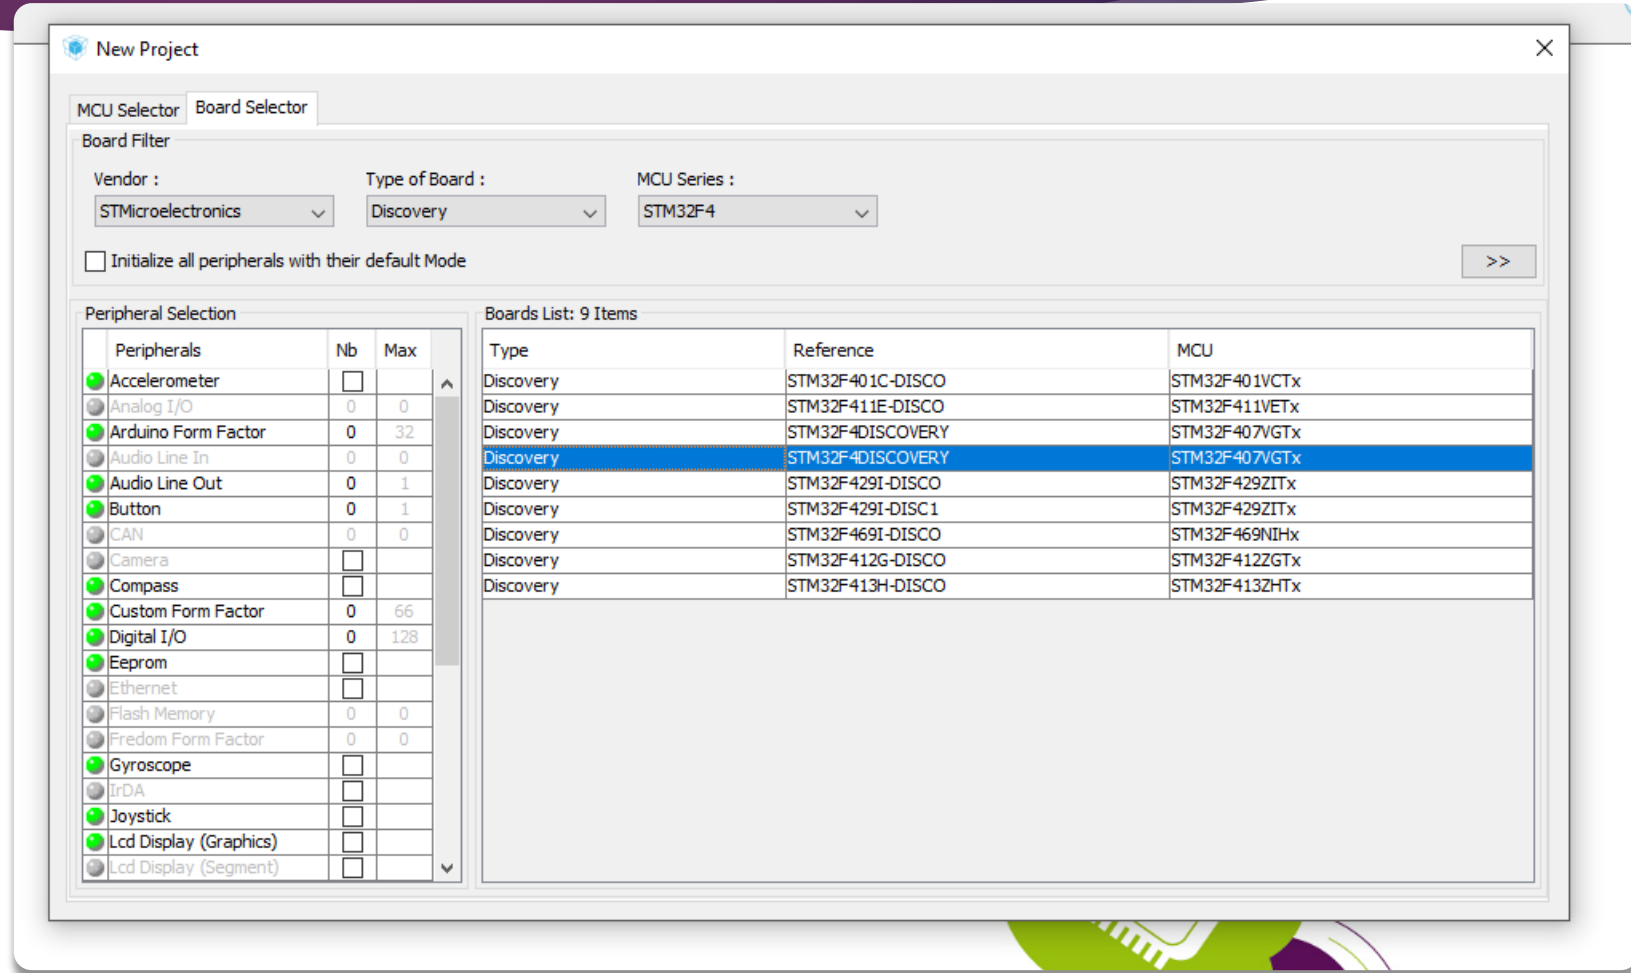 New Project
MCU Selector Board Selector
Board Filter
Vendor : Type of Board : MCU Series :
STMicroelectronics Discovery STM32F4
Initialize all peripherals with their default Mode >>
Peripheral Selection Boards List: 9 Items
Peripherals Nb Max Type Reference MCU
Accelerometer Discovery STM32F401C-DISCO STM32F401VCTx
Analog I/O 0 0 Discovery STM32F411E-DISCO STM32F411VETx
Arduino Form Factor 0 32 Discovery STM32F4DISCOVERY STM32F407VGTx
Audio Line In 0 0 Discovery STM32F4DISCOVERY STM32F407VGTx
Audio Line Out 0 1 Discovery STM32F429I-DISCO STM32F429ZITx
Button 0 1 Discovery STM32F429I-DISC1 STM32F429ZITx
CAN 0 0 Discovery STM32F469I-DISCO STM32F469NIHx
Camera Discovery STM32F412G-DISCO STM32F412ZGTx
Compass Discovery STM32F413H-DISCO STM32F413ZHTx
Custom Form Factor 0 66
Digital I/O 0 128
Eeprom
Ethernet
Flash Memory 0 0
Fredom Form Factor 0 0
Gyroscope
IrDA
Joystick
Lcd Display (Graphics)
Lcd Display (Segment)